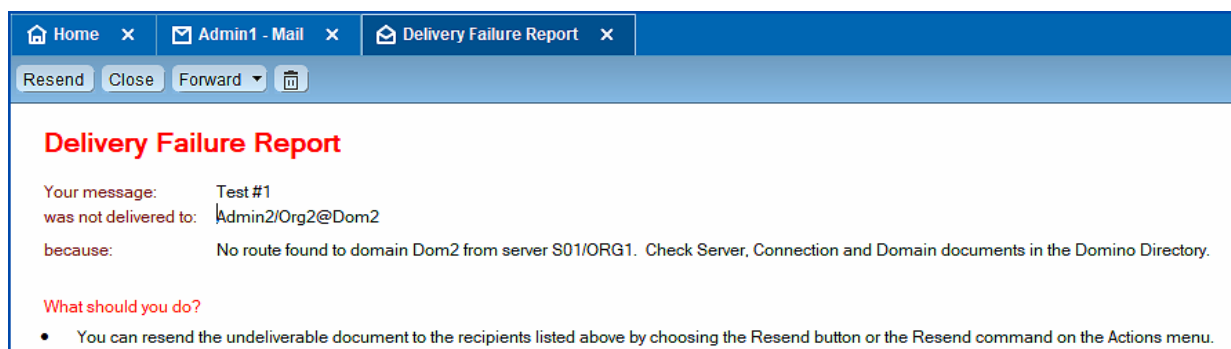 Home Admin1 - Mail Delivery Failure Report
Resend Close Forward
Delivery Failure Report
Your message: Test #1
was not delivered to: Admin2/Org2@Dom2
because: No route found to domain Dom2 from server S01/ORG1. Check Server, Connection and Domain documents in the Domino Directory.
What should you do?
• You can resend the undeliverable document to the recipients listed above by choosing the Resend button or the Resend command on the Actions menu.